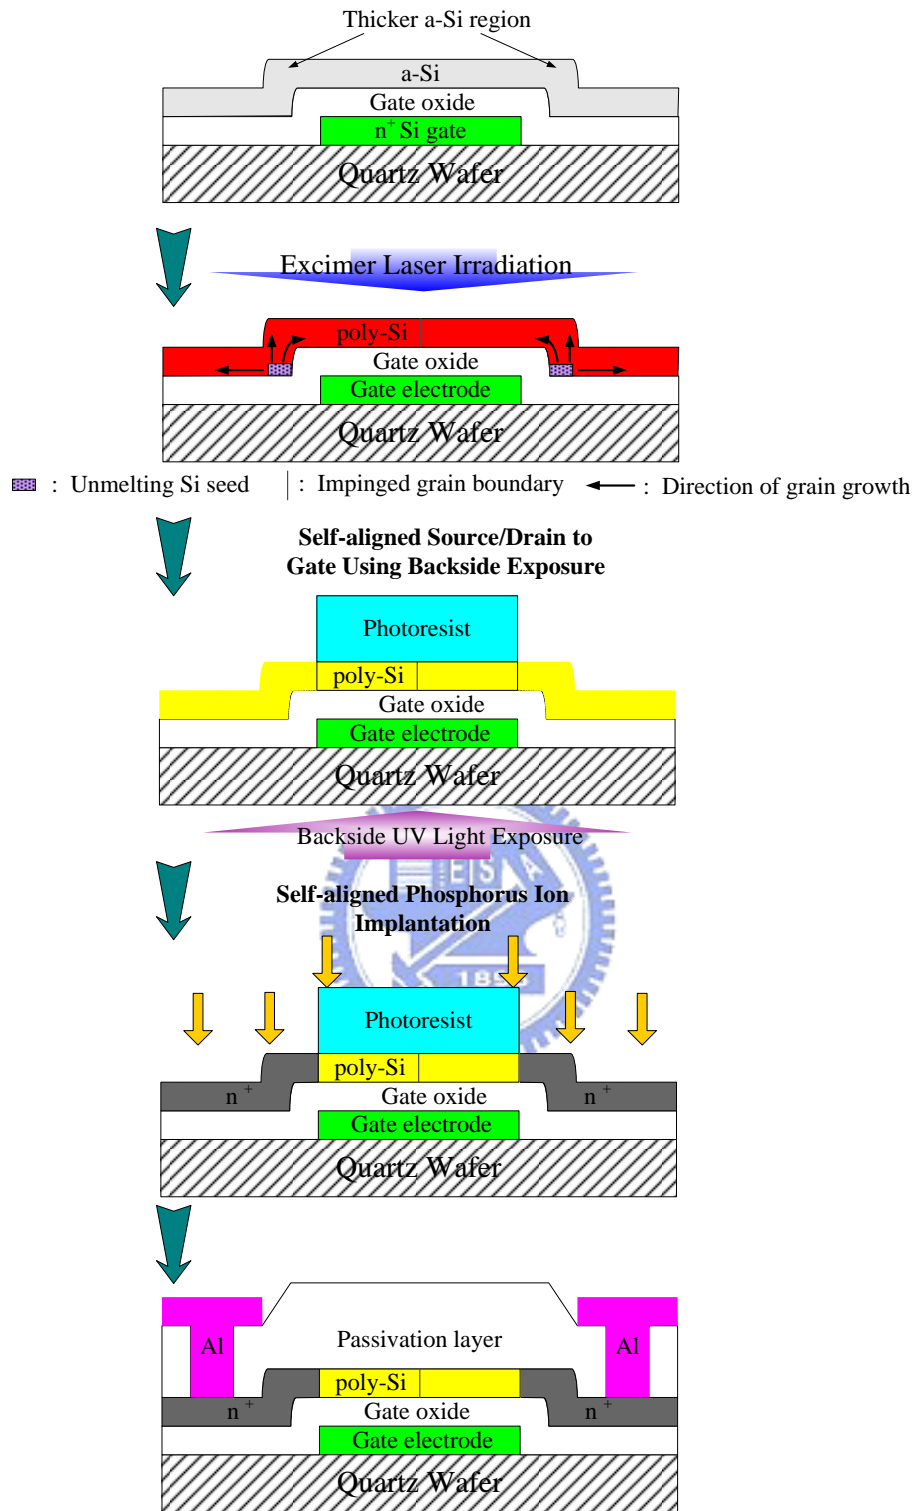 Thicker a-Si region
a-Si
Gate oxide
n+ Si gate
Quartz Wafer
Excimer Laser Irradiation
poly-Si
Gate oxide
Gate electrode
Quartz Wafer
: Unmelting Si seed
: Impinged grain boundary
: Direction of grain growth
Self-aligned Source/Drain to
Gate Using Backside Exposure
Photoresist
poly-Si
Gate oxide
Gate electrode
Quartz Wafer
Backside UV Light Exposure
E S A
Self-aligned Phosphorus Ion
Implantation
1896
Photoresist
poly-Si
n+
Gate oxide
n+
Gate electrode
Quartz Wafer
Al
Passivation layer
Al
poly-Si
n+
Gate oxide
n+
Gate electrode
Quartz Wafer